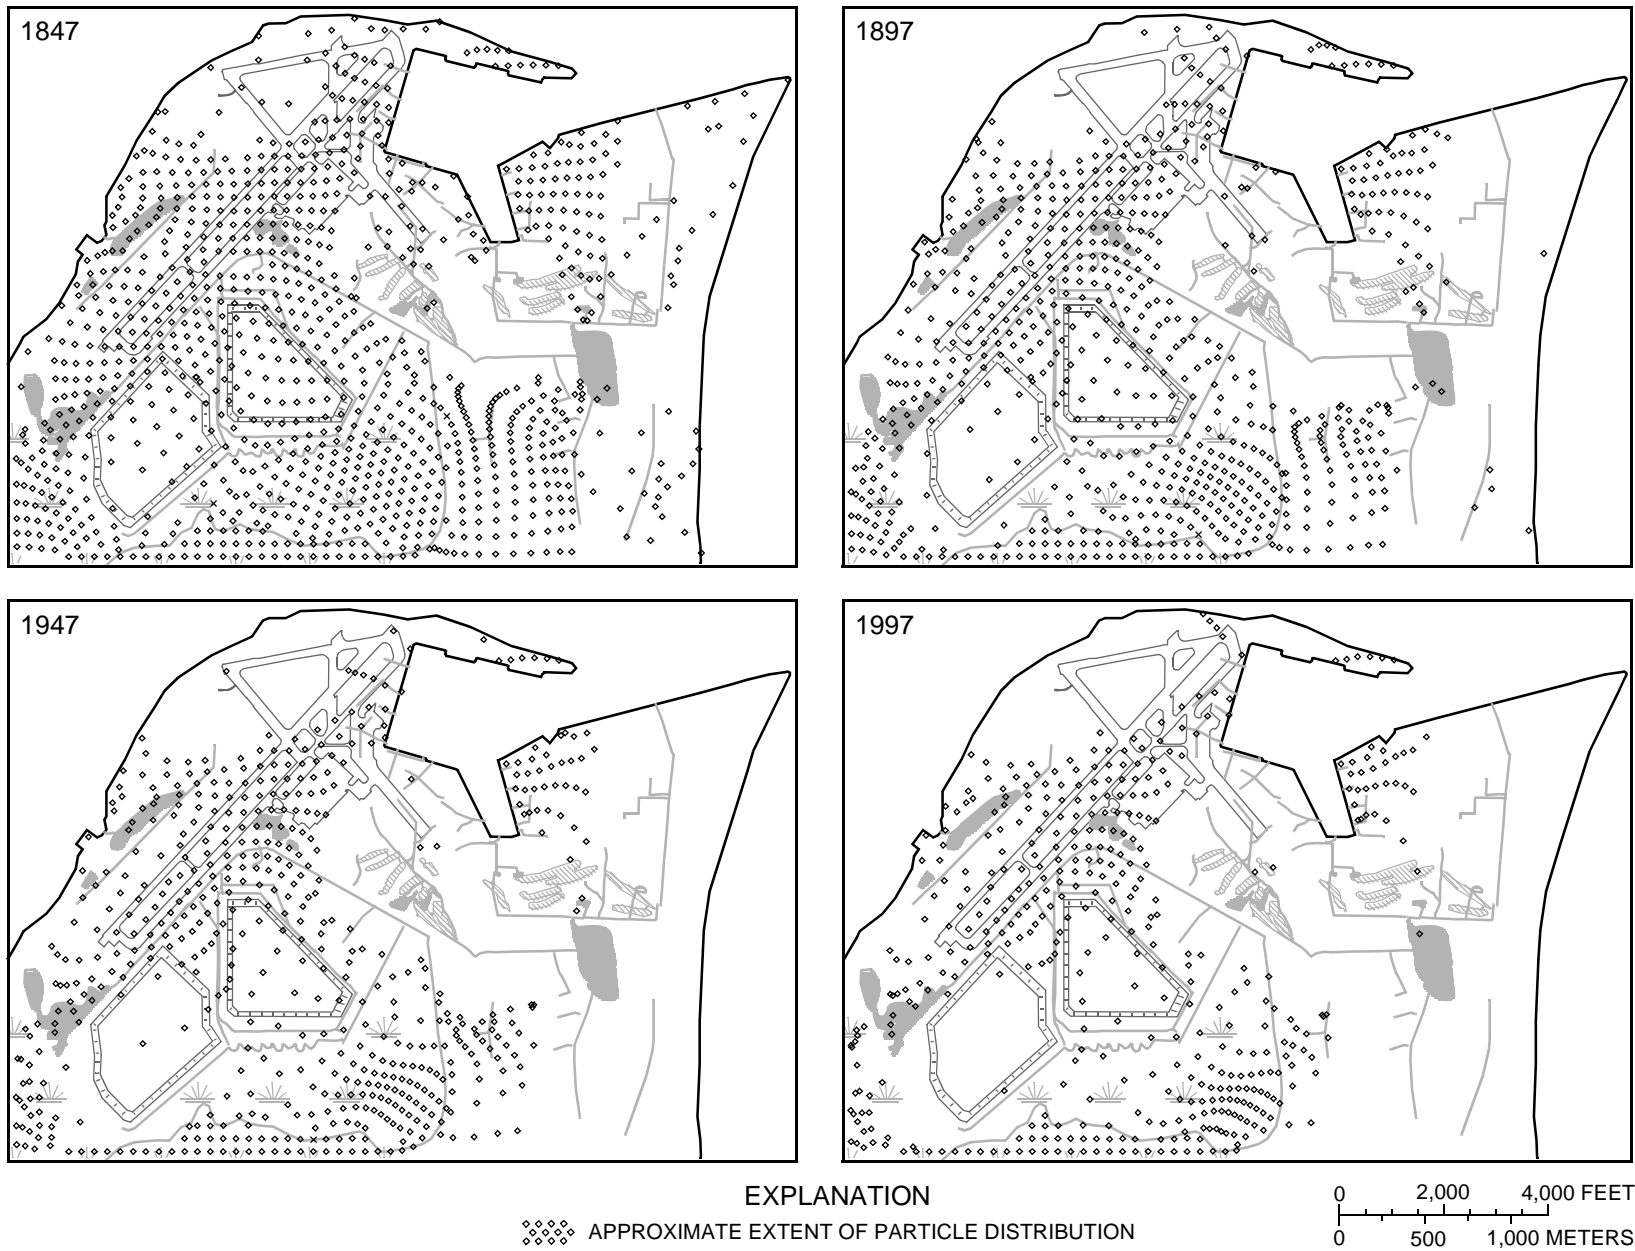 1847
1897
1947
1997
EXPLANATION
APPROXIMATE EXTENT OF PARTICLE DISTRIBUTION
0 2,000 4,000 FEET
0 500 1,000 METERS